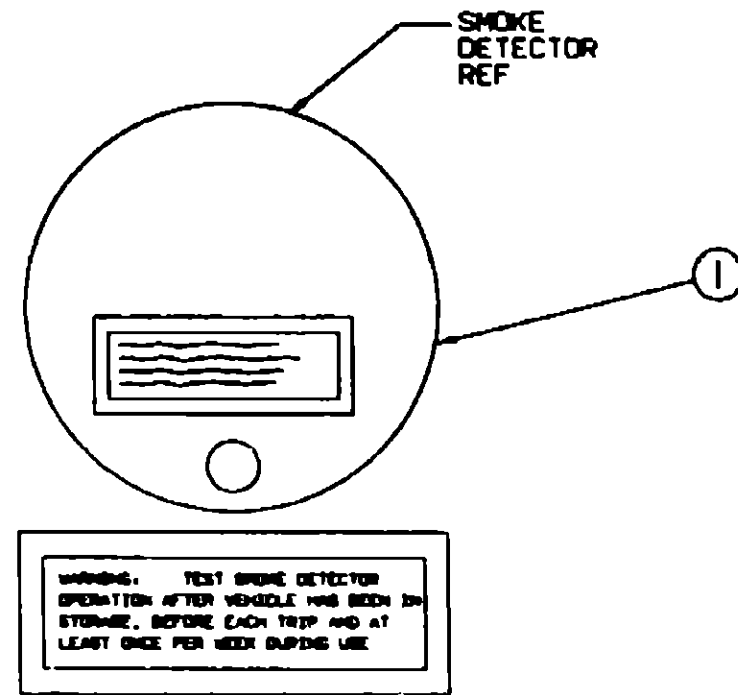 SMOKE
DETECTOR
REF
1
WARNING: TEST SMOKE DETECTOR
OPERATION AFTER VEHICLE HAS BEEN IN
STORAGE, BEFORE EACH TRIP AND AT
LEAST ONCE PER WEEK DURING USE